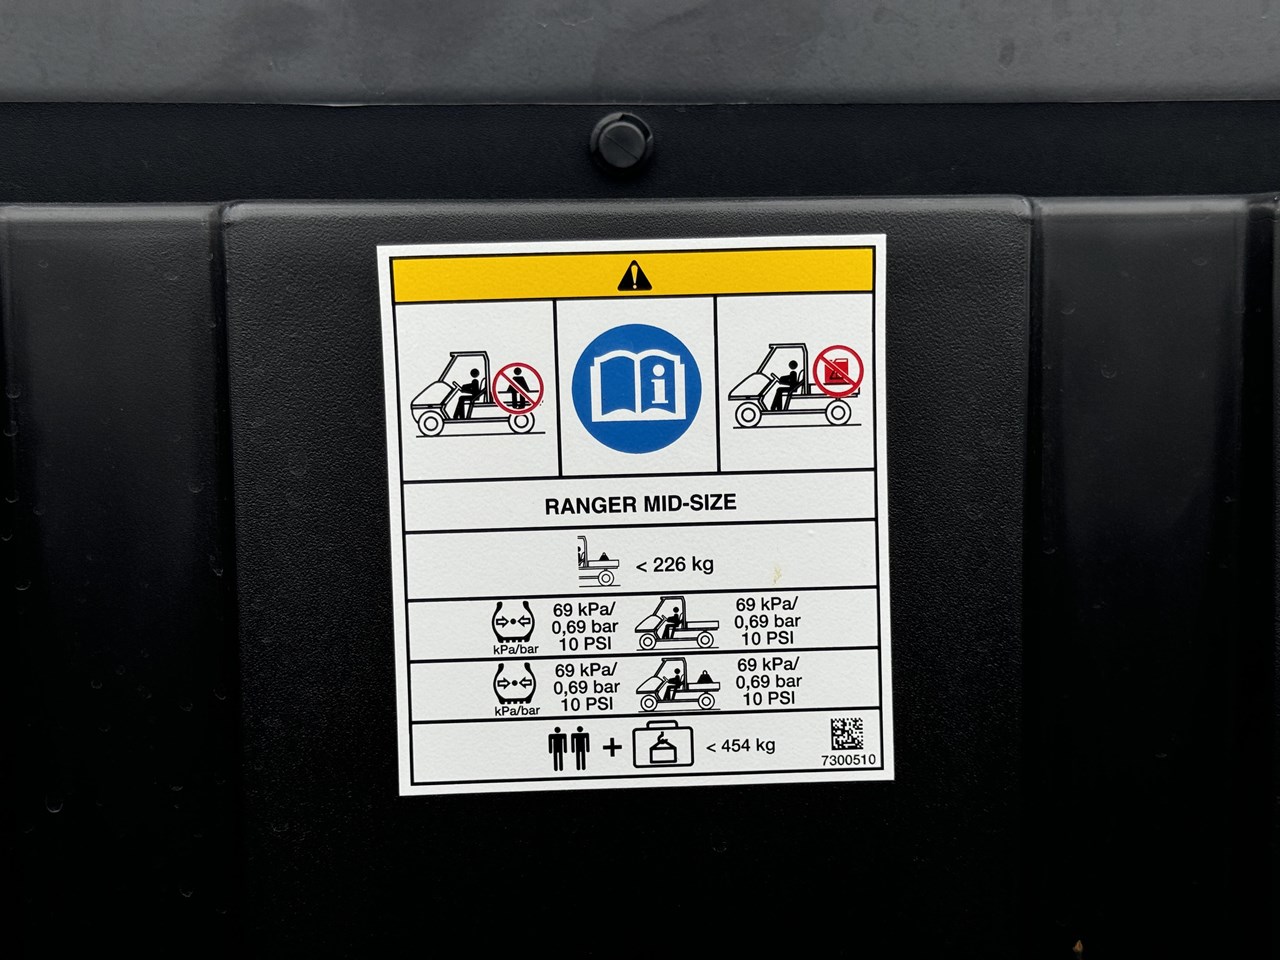 RANGER MID-SIZE
< 226 kg
kPa/bar
69 kPa/
0,69 bar
10 PSI
69 kPa/
0,69 bar
10 PSI
kPa/bar
69 kPa/
0,69 bar
10 PSI
69 kPa/
0,69 bar
10 PSI
+ < 454 kg
7300510